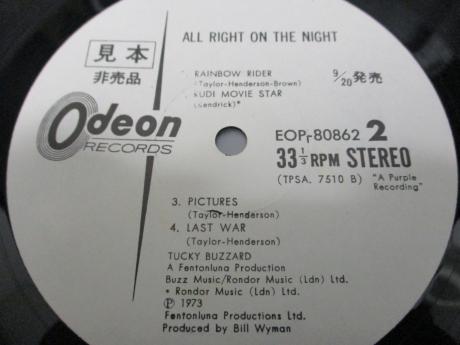 ALL RIGHT ON THE NIGHT
見本
非売品
RAINBOW RIDER
(Taylor-Henderson-Brown)
RUDI MOVIE STAR
(Kendrick)*
9/20発売
Odeon
RECORDS
EOP-80862 2
33 1/3 RPM STEREO
(TPSA. 7510 B) "A Purple
Recording"
3. PICTURES
(Taylor-Henderson)
4. LAST WAR
(Taylor-Henderson)
TUCKY BUZZARD
A Fentonluna Production
Buzz Music/Rondor Music (Ldn) Ltd.
* Rondor Music (Ldn) Ltd.
℗ 1973
Fentonluna Productions Ltd.
Produced by Bill Wyman